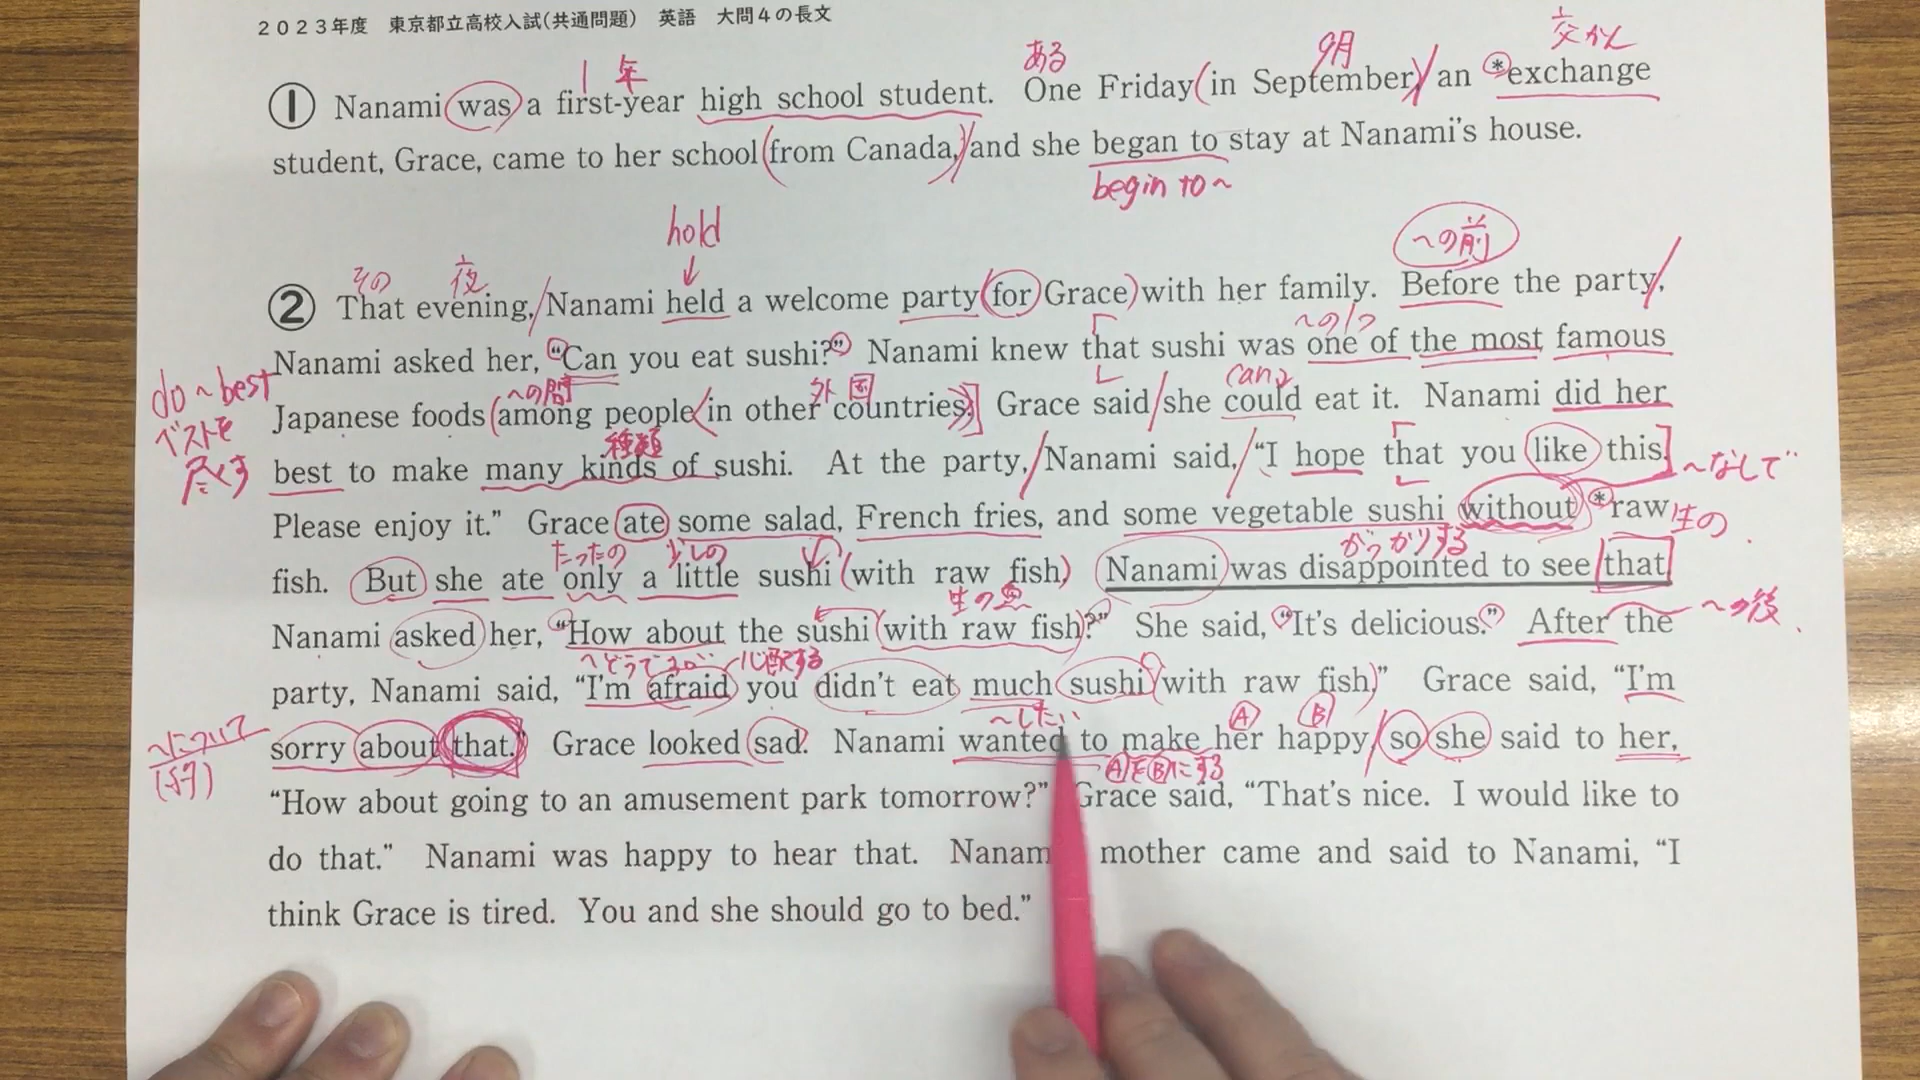 2023年度 東京都立高校入試(共通問題) 英語 大問4の長文
1年 ある 9月 交かん
① Nanami was a first-year high school student. One Friday (in September)/ an *exchange
student, Grace, came to her school (from Canada,)/ and she began to stay at Nanami's house.
begin to~
hold
↓
~の前
その 夜
② That evening,/ Nanami held a welcome party (for Grace) with her family. Before the party/,
~の1つ
Nanami asked her, "Can you eat sushi?" Nanami knew that sushi was one of the most famous
do~best
~の間 外国 can
Japanese foods (among people (in other countries.)] Grace said/ she could eat it. Nanami did her
ベストを
尽くす
種類
best to make many kinds of sushi. At the party,/ Nanami said,/ "I hope that you like this.]
~なしで
Please enjoy it." Grace ate some salad, French fries, and some vegetable sushi without *raw
生の
たったの 少しの がっかりする
fish. But she ate only a little sushi (with raw fish) Nanami was disappointed to see that
生の魚
Nanami asked her, "How about the sushi (with raw fish)?" She said, "It's delicious." After the
~の後
~どうですか 心配する
party, Nanami said, "I'm afraid you didn't eat much sushi (with raw fish)" Grace said, "I'm
~について
~したい A B
sorry about that." Grace looked sad. Nanami wanted to make her happy,/ so she said to her,
AをBにする
"How about going to an amusement park tomorrow?" Grace said, "That's nice. I would like to
do that." Nanami was happy to hear that. Nanam mother came and said to Nanami, "I
think Grace is tired. You and she should go to bed."